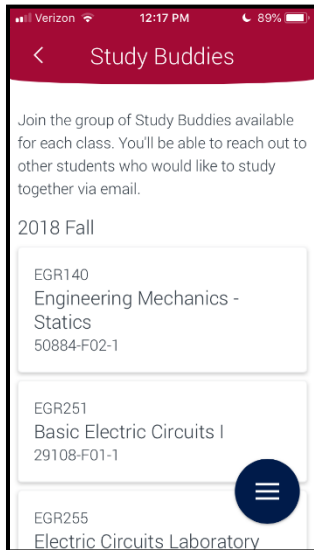 Verizon 12:17 PM 89%
Study Buddies
Join the group of Study Buddies available
for each class. You'll be able to reach out to
other students who would like to study
together via email.
2018 Fall
EGR140
Engineering Mechanics -
Statics
50884-F02-1
EGR251
Basic Electric Circuits I
29108-F01-1
EGR255
Electric Circuits Laboratory